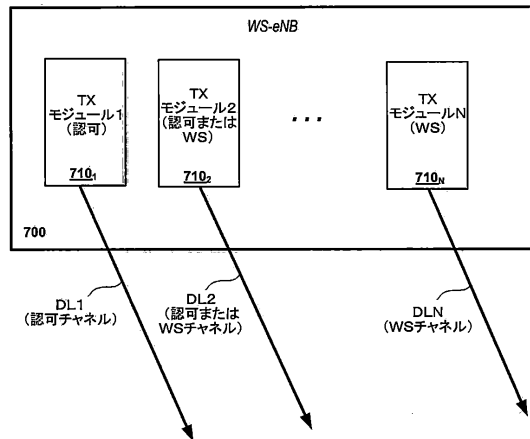 WS-eNB
TX
モジュール1
(認可)
710₁
TX
モジュール2
(認可または
WS)
710₂
...
TX
モジュールN
(WS)
710N
700
DL1
(認可チャネル)
DL2
(認可または
WSチャネル)
DLN
(WSチャネル)